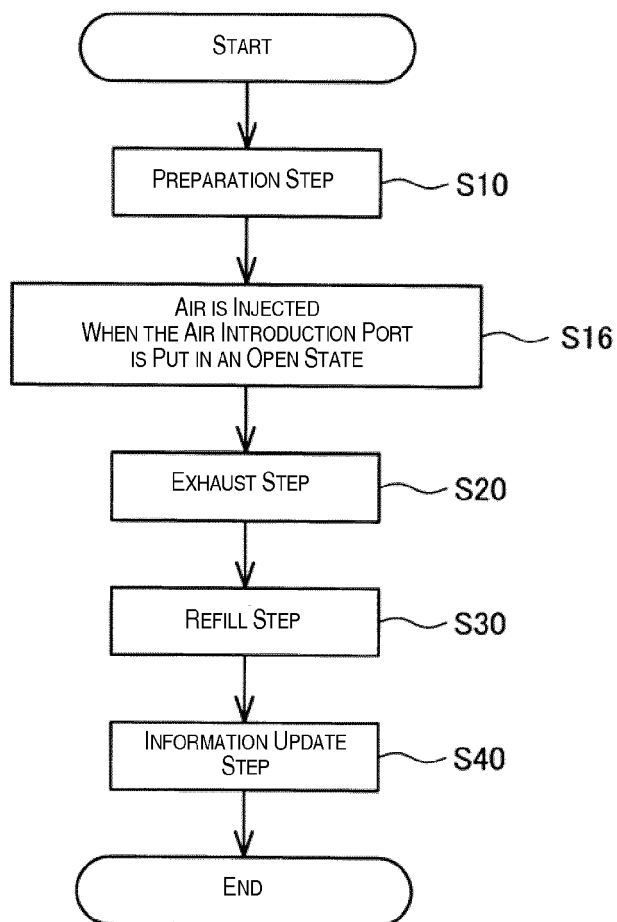 START
PREPARATION STEP
S10
AIR IS INJECTED
WHEN THE AIR INTRODUCTION PORT
IS PUT IN AN OPEN STATE
S16
EXHAUST STEP
S20
REFILL STEP
S30
INFORMATION UPDATE
STEP
S40
END